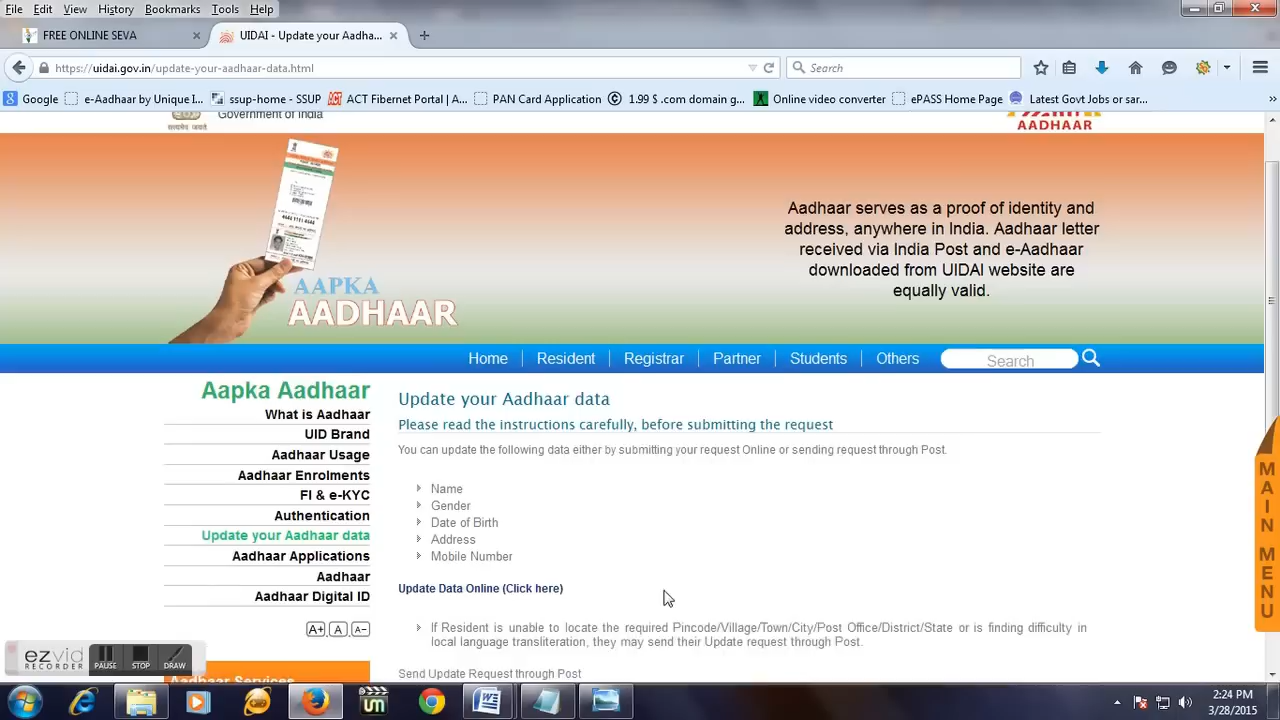 File Edit View History Bookmarks Tools Help
FREE ONLINE SEVA × UIDAI - Update your Aadha... × +
https://uidai.gov.in/update-your-aadhaar-data.html Search
Google e-Aadhaar by Unique I... ssup-home - SSUP ACT Fibernet Portal | A... PAN Card Application 1.99 $ .com domain g... Online video converter ePASS Home Page Latest Govt Jobs or sar... »
Government of India
सत्यमेव जयते
AADHAAR
Aadhaar serves as a proof of identity and
address, anywhere in India. Aadhaar letter
received via India Post and e-Aadhaar
downloaded from UIDAI website are
equally valid.
AAPKA
AADHAAR
Home Resident Registrar Partner Students Others Search
Aapka Aadhaar
What is Aadhaar
UID Brand
Aadhaar Usage
Aadhaar Enrolments
FI & e-KYC
Authentication
Update your Aadhaar data
Aadhaar Applications
Aadhaar
Aadhaar Digital ID
A+ A A-
Aadhaar Services
Update your Aadhaar data
Please read the instructions carefully, before submitting the request
You can update the following data either by submitting your request Online or sending request through Post.
Name
Gender
Date of Birth
Address
Mobile Number
Update Data Online (Click here)
If Resident is unable to locate the required Pincode/Village/Town/City/Post Office/District/State or is finding difficulty in
local language transliteration, they may send their Update request through Post.
Send Update Request through Post
MAIN MENU
ezvid
RECORDER
PAUSE STOP DRAW
2:24 PM
3/28/2015